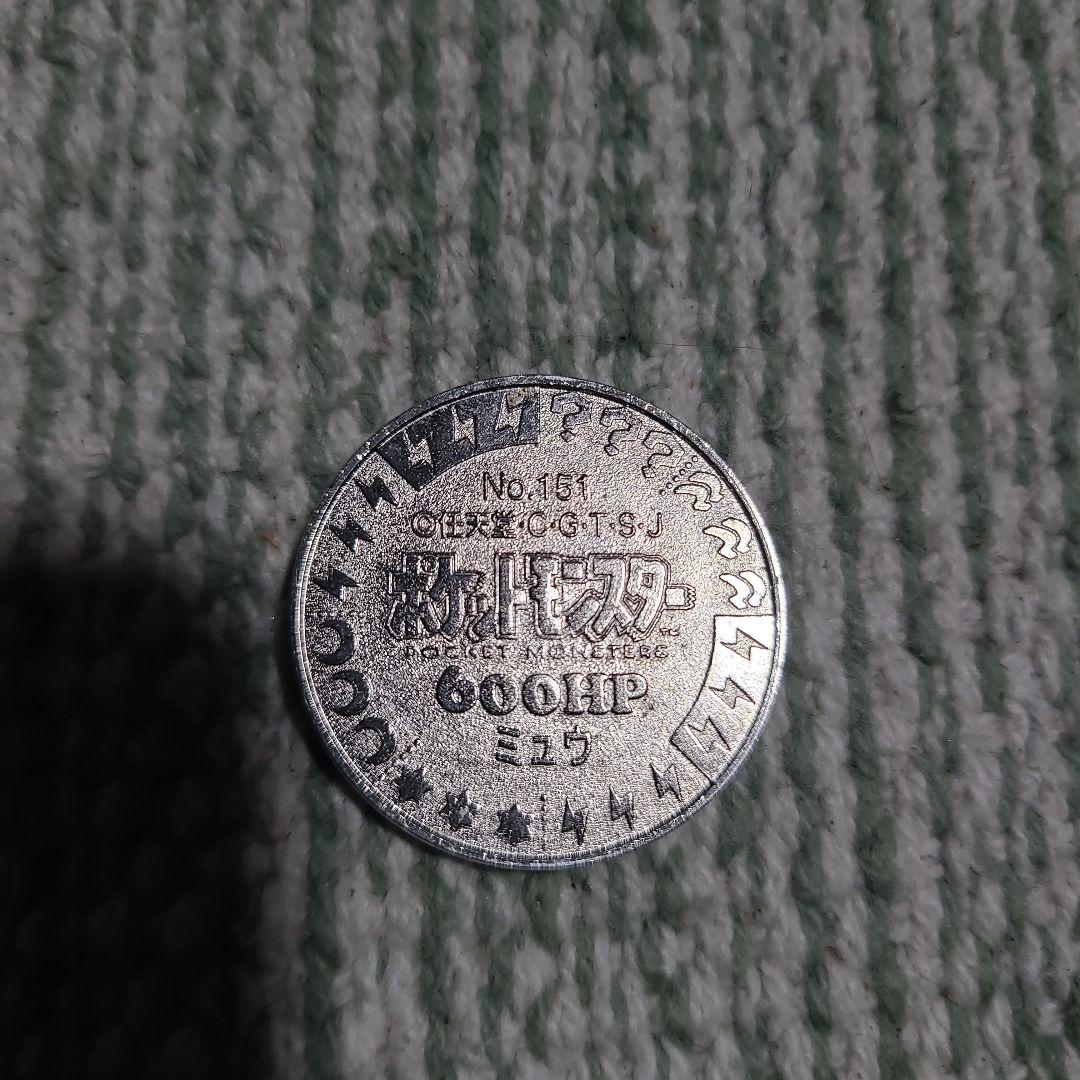 No.151
©任天堂・C・G・T・S・J
ポケットモンスター
POCKET MONSTERS
600HP
ミュウ